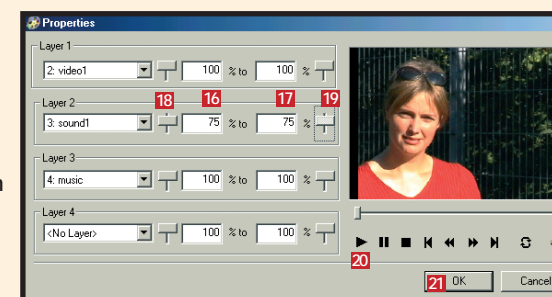 Properties
Layer 1
2: video1 100 % to 100 %
Layer 2
18 16 17 19
3: sound1 75 % to 75 %
Layer 3
4: music 100 % to 100 %
Layer 4
<No Layer> 100 % to 100 %
20
21 OK Cancel